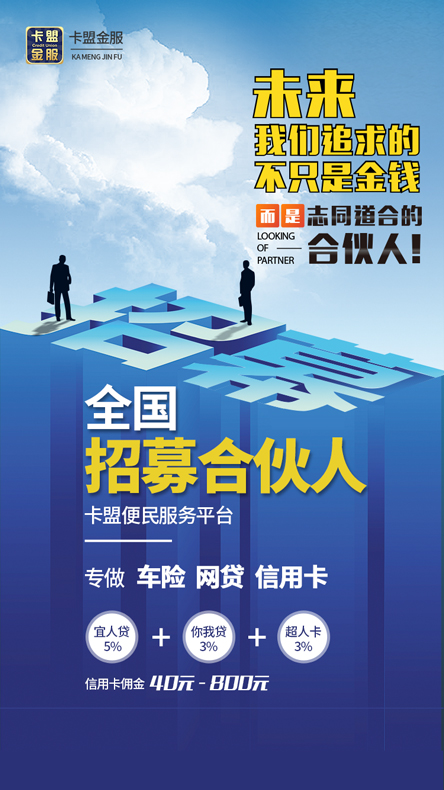 卡盟
Credit Union
金服
卡盟金服
KA MENG JIN FU
未来
我们追求的
不只是金钱
而是 志同道合的
LOOKING
OF
PARTNER
合伙人!
招募
全国
招募合伙人
卡盟便民服务平台
专做 车险 网贷 信用卡
宜人贷 5% + 你我贷 3% + 超人卡 3%
信用卡佣金 40元-800元